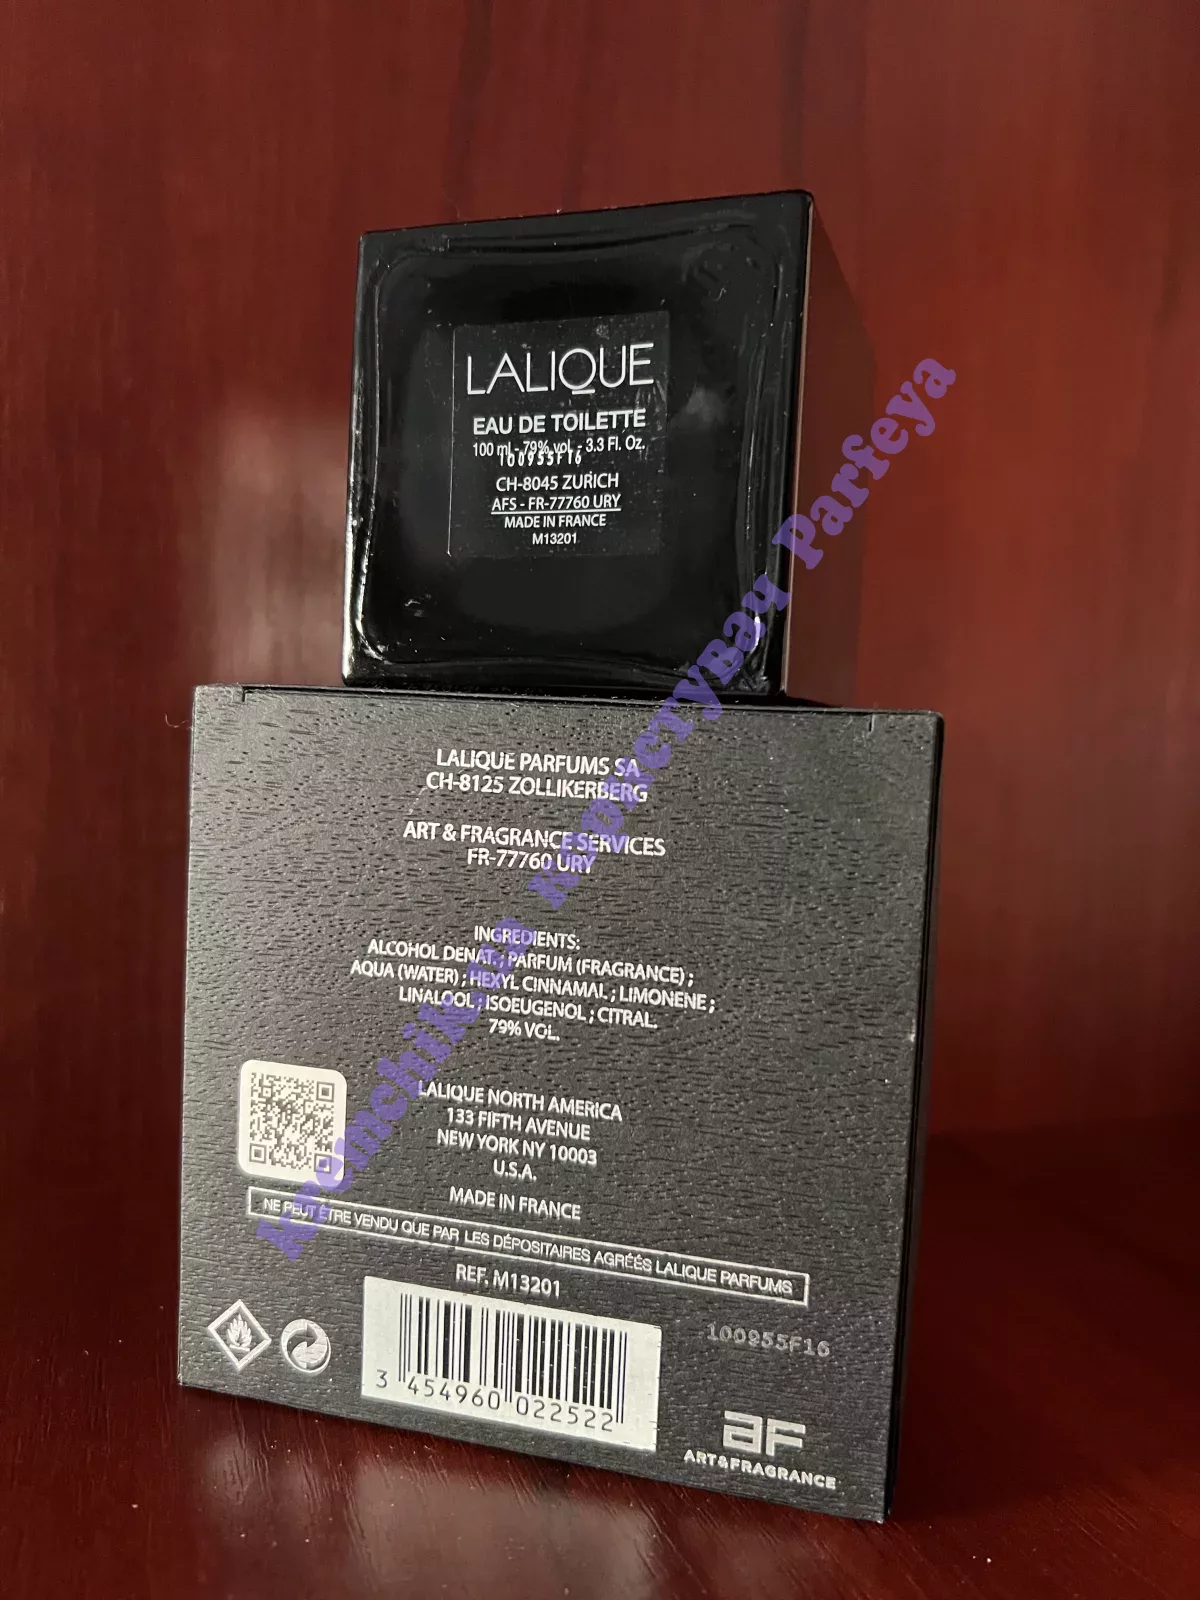 LALIQUE
EAU DE TOILETTE
100 ml - 79% vol. - 3.3 Fl. Oz.
100955F16
CH-8045 ZURICH
AFS - FR-77760 URY
MADE IN FRANCE
M13201
LALIQUE PARFUMS SA
CH-8125 ZOLLIKERBERG
ART & FRAGRANCE SERVICES
FR-77760 URY
INGREDIENTS:
ALCOHOL DENAT. ; PARFUM (FRAGRANCE) ;
AQUA (WATER) ; HEXYL CINNAMAL ; LIMONENE ;
LINALOOL ; ISOEUGENOL ; CITRAL.
79% VOL.
LALIQUE NORTH AMERICA
133 FIFTH AVENUE
NEW YORK NY 10003
U.S.A.
MADE IN FRANCE
NE PEUT ÊTRE VENDU QUE PAR LES DÉPOSITAIRES AGRÉÉS LALIQUE PARFUMS
REF. M13201
100955F16
3 454960 022522
aF
ART&FRAGRANCE
Parfeya